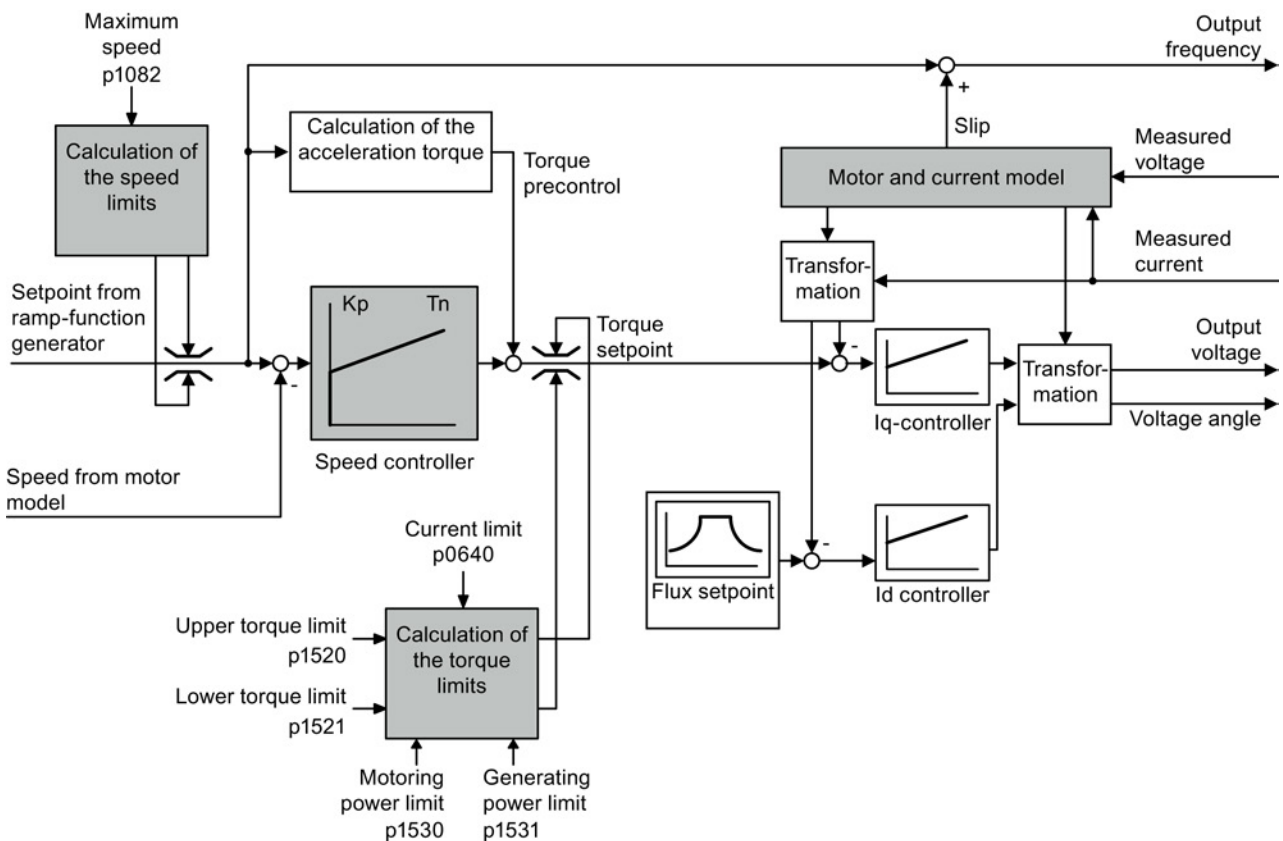 Maximum
speed
p1082
Output
frequency
+
Slip
Calculation of
the speed
limits
Calculation of the
acceleration torque
Torque
precontrol
Motor and current model
Measured
voltage
Measured
current
Transfor-
mation
Setpoint from
ramp-function
generator
Kp Tn
Torque
setpoint
-
-
Output
voltage
Transfor-
mation
Voltage angle
Iq-controller
Speed controller
Speed from motor
model
Current limit
p0640
-
Flux setpoint
Id controller
Upper torque limit
p1520
Calculation of
the torque
limits
Lower torque limit
p1521
Motoring
power limit
p1530
Generating
power limit
p1531